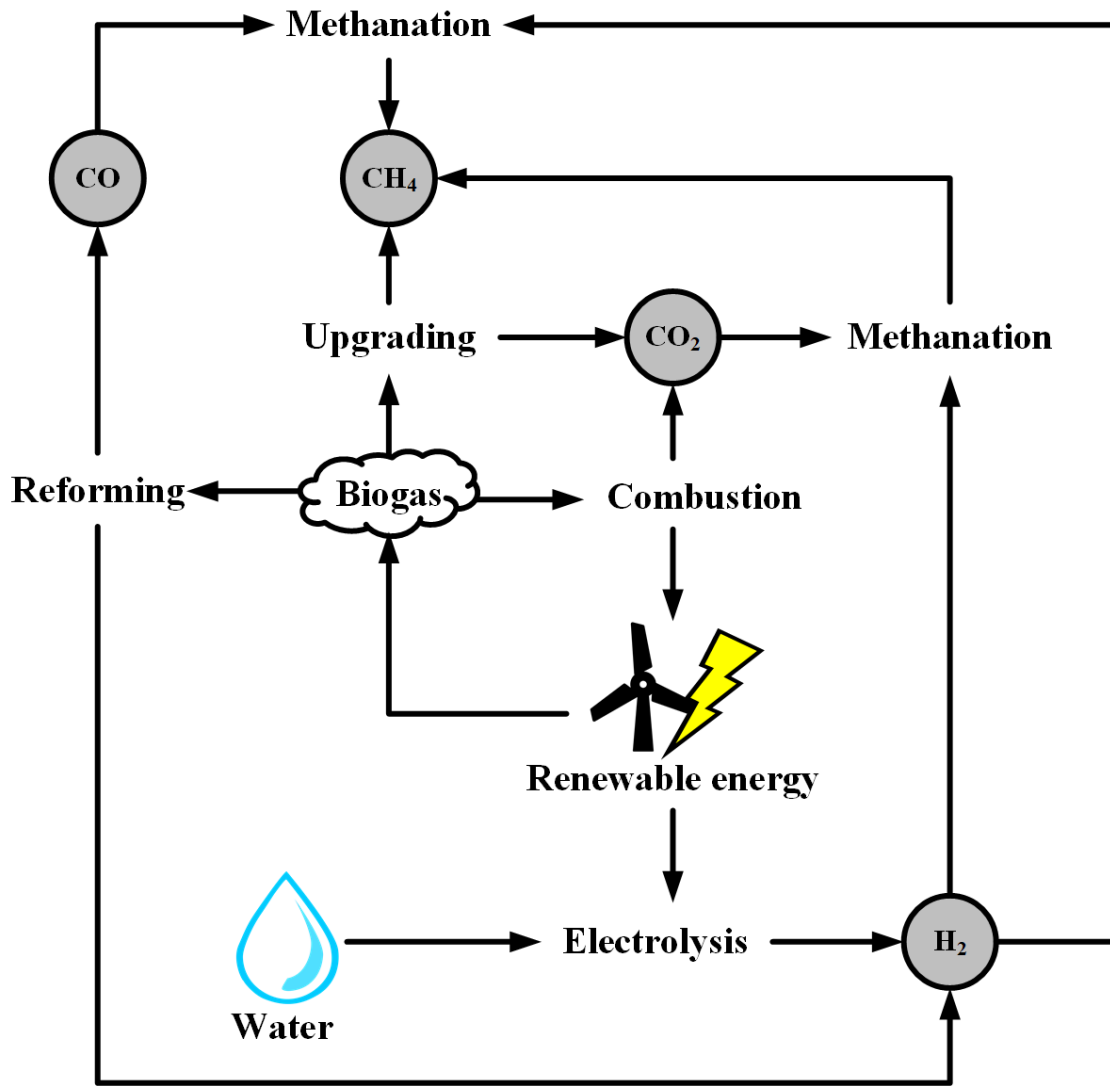 Methanation
CO
CH₄
Upgrading
CO₂
Methanation
Reforming
Biogas
Combustion
Renewable energy
Electrolysis
H₂
Water